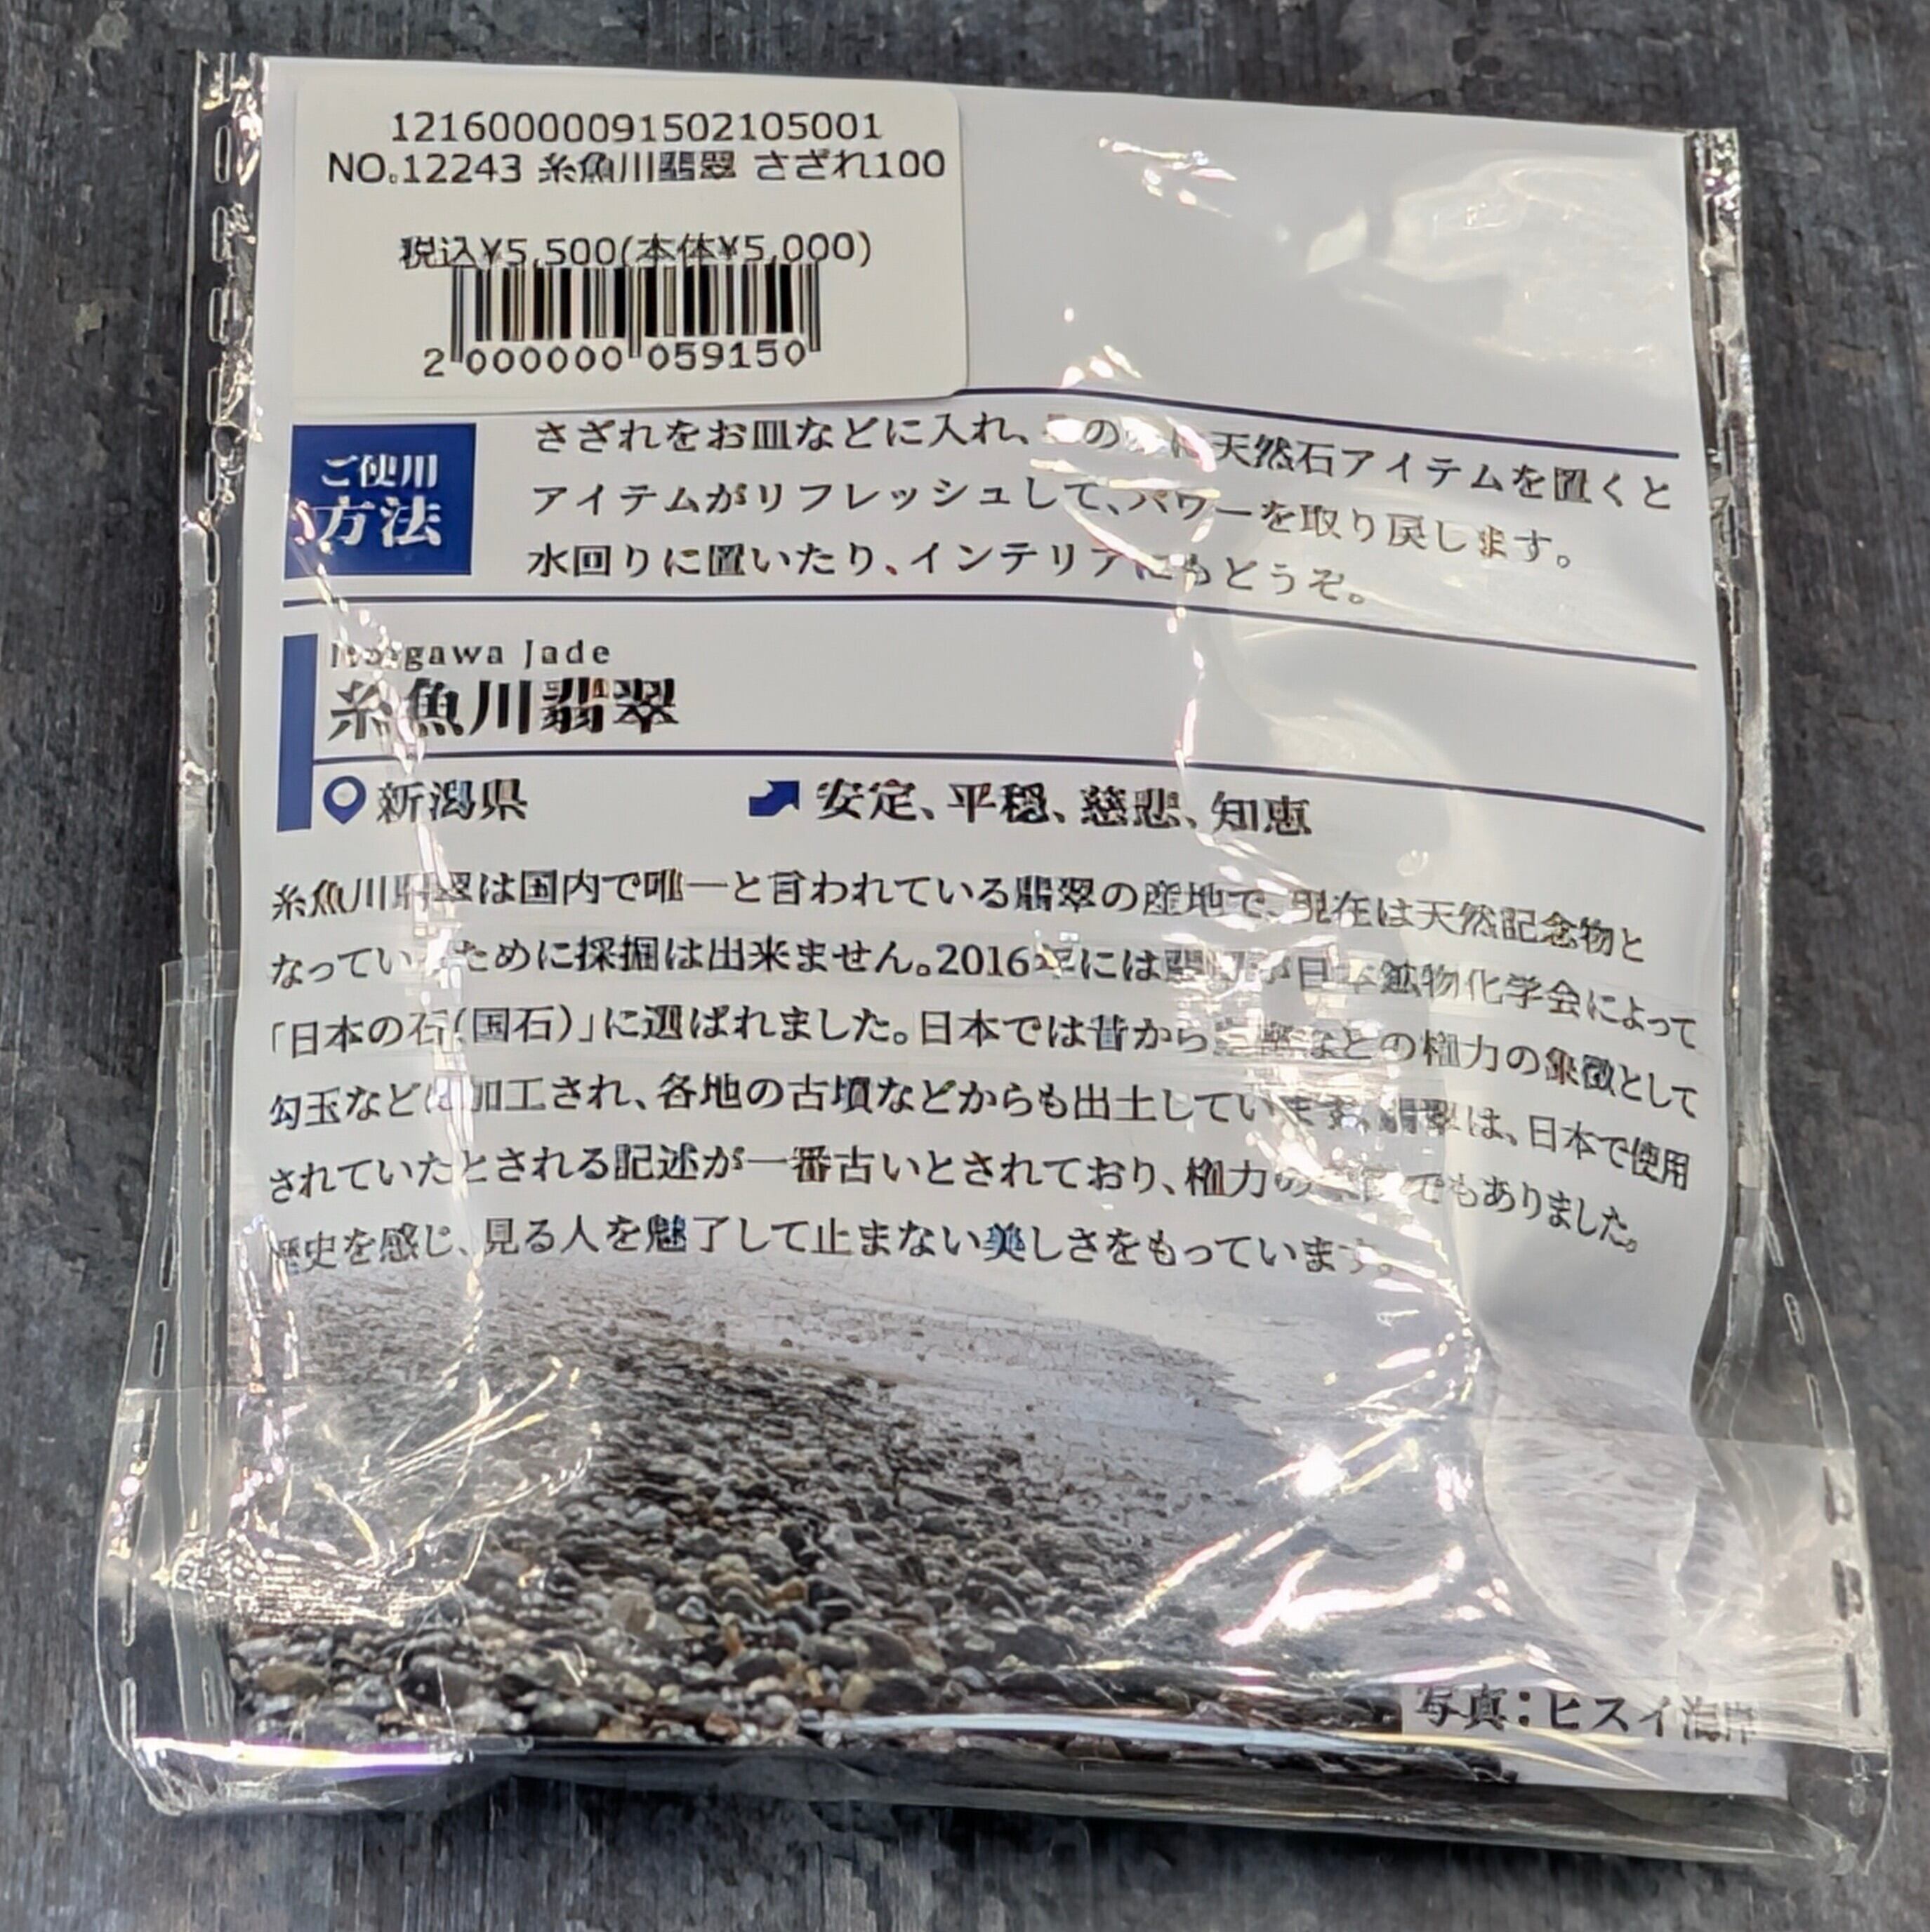 12160000091502105001
NO.12243 糸魚川翡翠 さざれ100
税込¥5,500(本体¥5,000)
2 000000 059150
ご使用
方法
さざれをお皿などに入れ、の 天然石アイテムを置くと
アイテムがリフレッシュして、パワーを取り戻します。
水回りに置いたり、インテリアにもどうぞ。
Jade
糸魚川翡翠
新潟県
安定、平穏、慈悲、知恵
糸魚川翡翠は国内で唯一と言われている翡翠の産地で、現在は天然記念物と
なっているために採掘は出来ません。2016年には 日本鉱物化学会によって
「日本の石(国石)」に選ばれました。日本では昔から などの権力の象徴として
勾玉などに加工され、各地の古墳などからも出土しています。翡翠は、日本で使用
されていたとされる記述が一番古いとされており、権力の でもありました。
歴史を感じ、見る人を魅了して止まない美しさをもっています。
写真:ヒスイ海岸